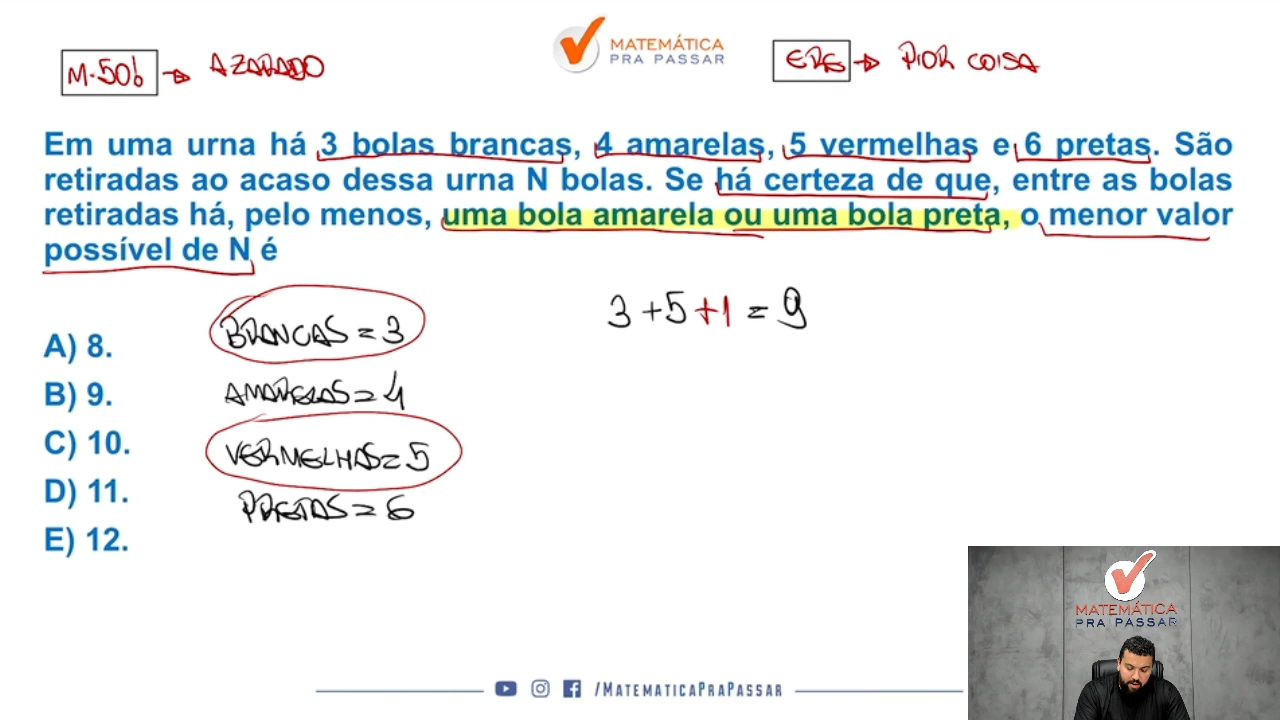 M.50!
AZARADO
MATEMÁTICA
PRA PASSAR
PIOR COISA
Em uma urna há 3 bolas brancas, 4 amarelas, 5 vermelhas e 6 pretas. São
retiradas ao acaso dessa urna N bolas. Se há certeza de que, entre as bolas
retiradas há, pelo menos, uma bola amarela ou uma bola preta, o menor valor
possível de N é
A) 8.
B) 9.
C) 10.
D) 11.
E) 12.
BRANCAS = 3
AMARELAS = 4
VERMELHAS = 5
PRETAS = 6
3 + 5 + 1 = 9
MATEMÁTICA
PRA PASSAR
/MATEMATICAPRAPASSAR